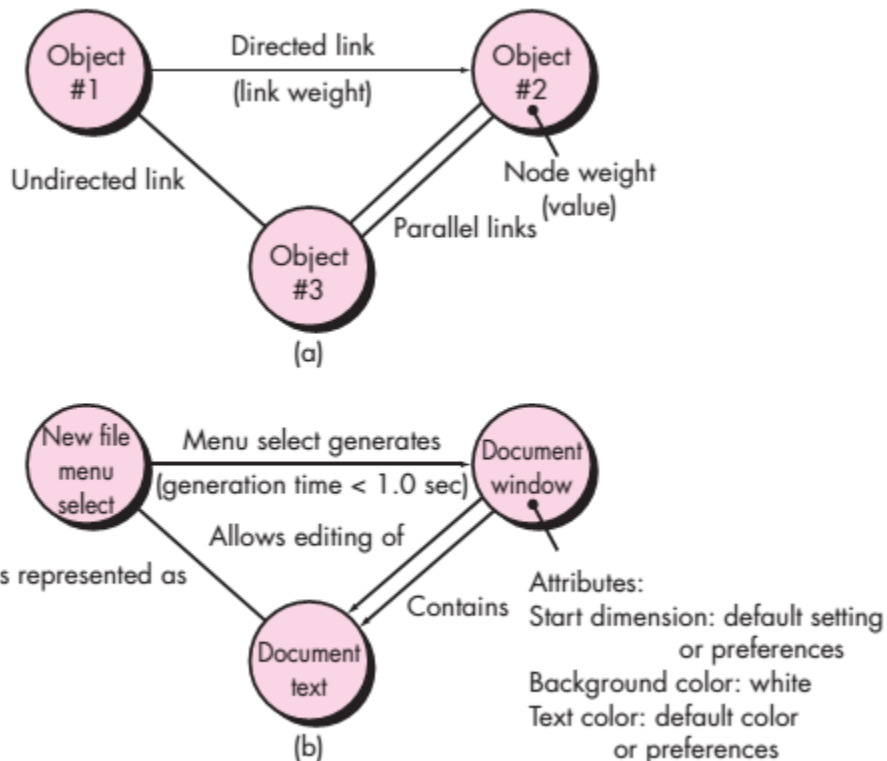 Object
#1
Directed link
(link weight)
Object
#2
Undirected link
Node weight
(value)
Parallel links
Object
#3
(a)
New file
menu
select
Menu select generates
(generation time < 1.0 sec)
Document
window
Allows editing of
s represented as
Contains
Attributes:
Start dimension: default setting
or preferences
Background color: white
Text color: default color
or preferences
Document
text
(b)